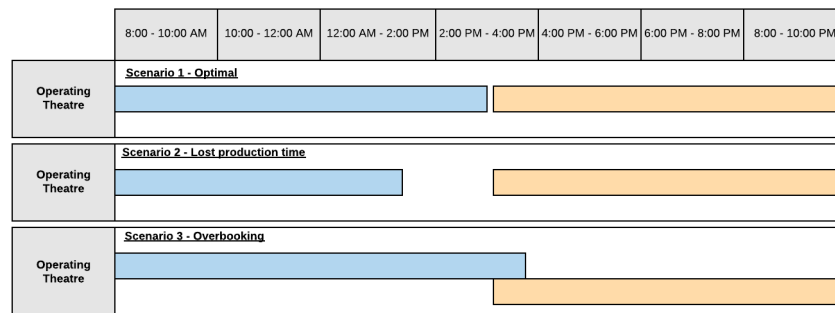 8:00 - 10:00 AM 10:00 - 12:00 AM 12:00 AM - 2:00 PM 2:00 PM - 4:00 PM 4:00 PM - 6:00 PM 6:00 PM - 8:00 PM 8:00 - 10:00 PM
Scenario 1 - Optimal
Operating
Theatre
Scenario 2 - Lost production time
Operating
Theatre
Scenario 3 - Overbooking
Operating
Theatre